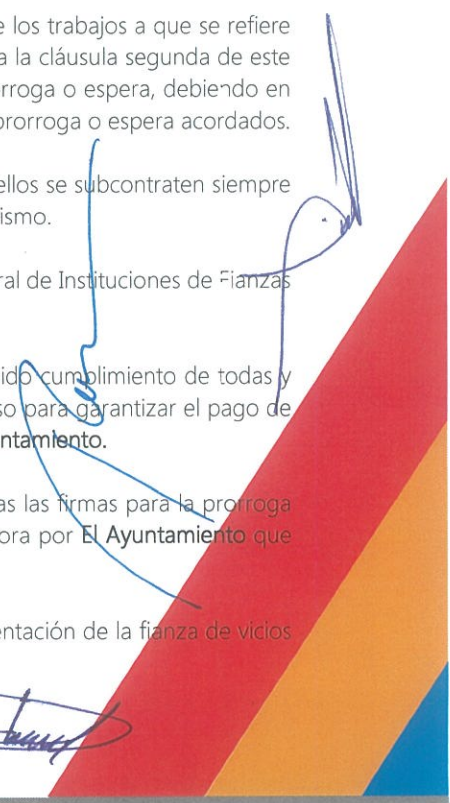 e los trabajos a que se refiere
a la cláusula segunda de este
rroga o espera, debiendo en
prorroga o espera acordados.
ellos se subcontraten siempre
ismo.
ral de Instituciones de Fianzas
ido cumplimiento de todas y
so para garantizar el pago de
ntamiento.
as las firmas para la prorroga
ora por El Ayuntamiento que
entación de la fianza de vicios